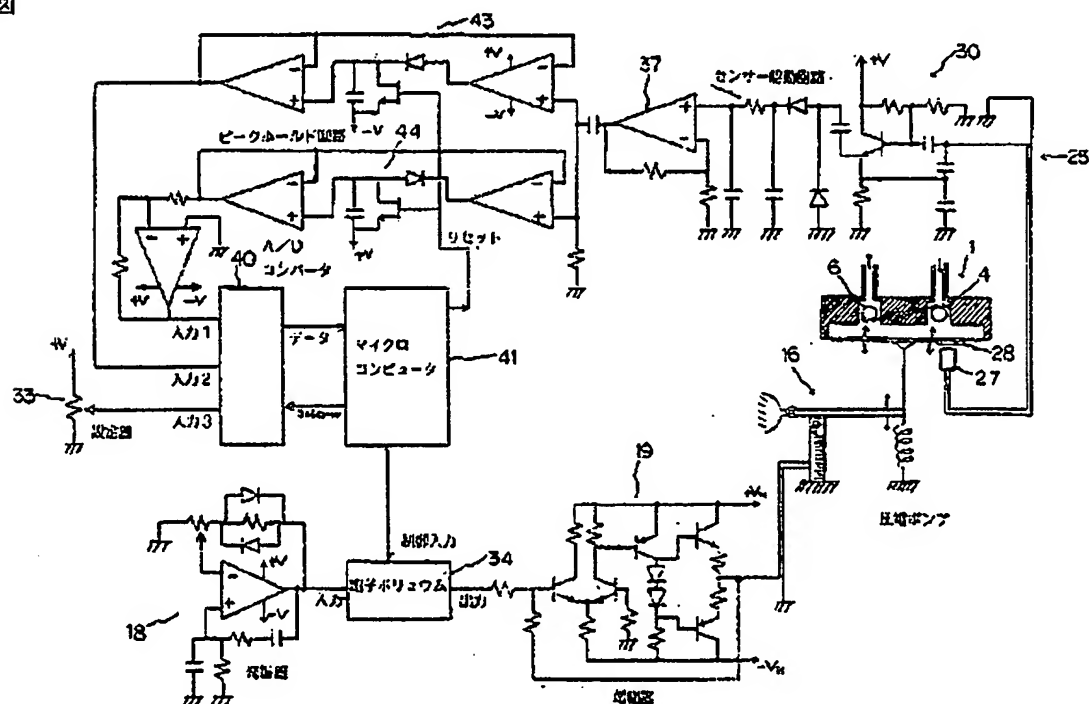 図
43
+V
-V
37
センサー駆動回路
+V
30
25
ピークホールド回路
44
+V
リセット
A/D
コンバータ
40
+V
-V
入力1
データ
マイクロ
コンピュータ
41
入力2
33
+V
設定器
入力3
6
1
4
28
27
16
圧電ポンプ
19
制御入力
34
入力
電子ボリュウム
出力
+V
-V
18
発振器